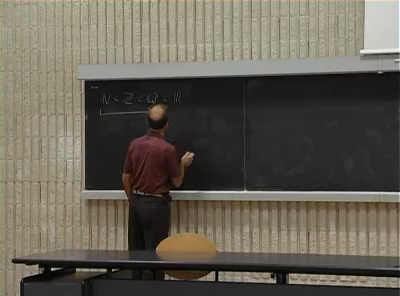 ℕ ⊂ ℤ ⊂ ℚ ⊂ ℝ